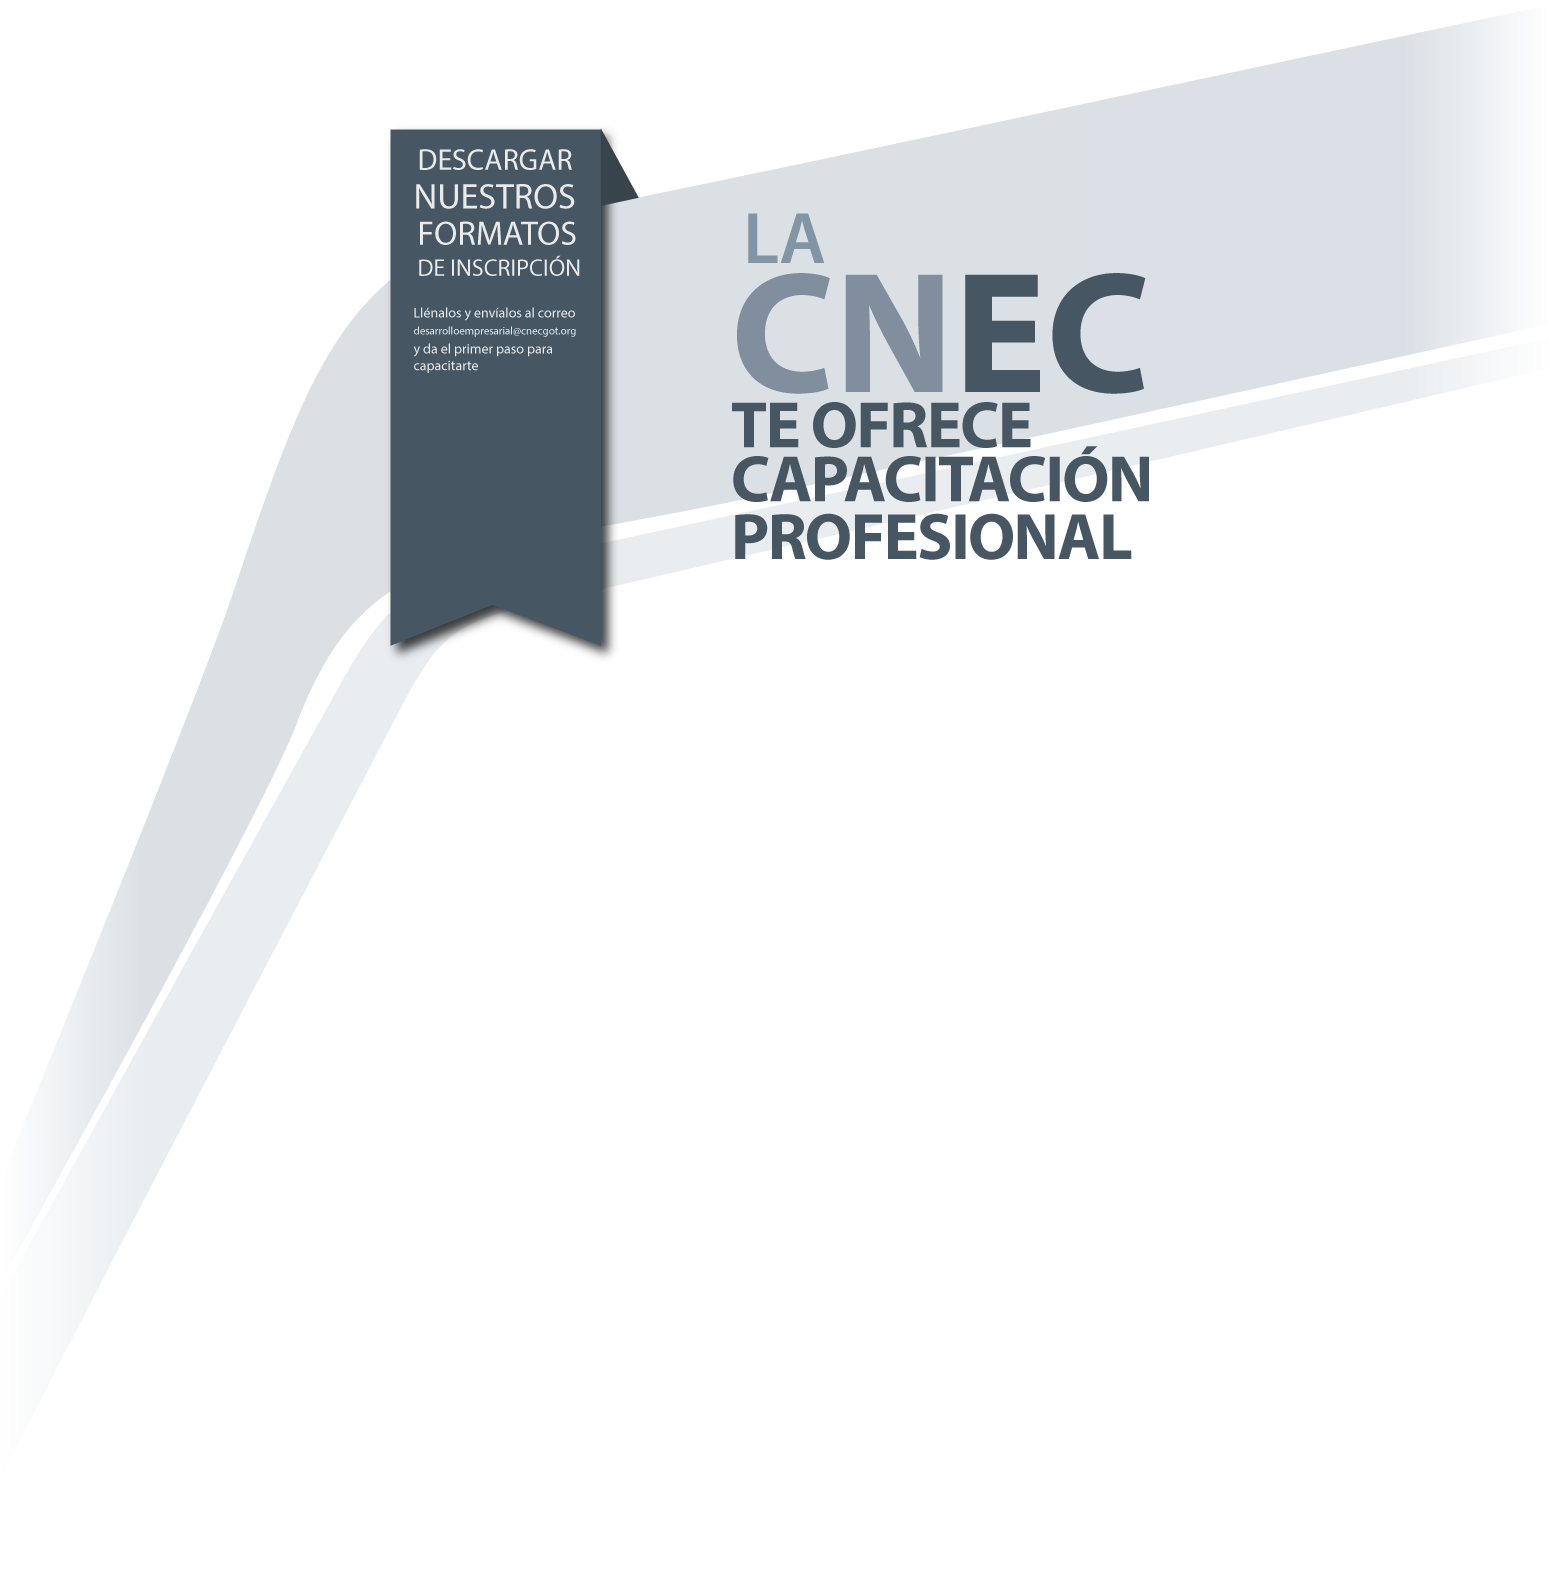 DESCARGAR
NUESTROS
FORMATOS
DE INSCRIPCIÓN
Llénalos y envíalos al correo
desarrolloempresarial@cnecgot.org
y da el primer paso para
capacitarte
LA
CNEC
TE OFRECE
CAPACITACIÓN
PROFESIONAL